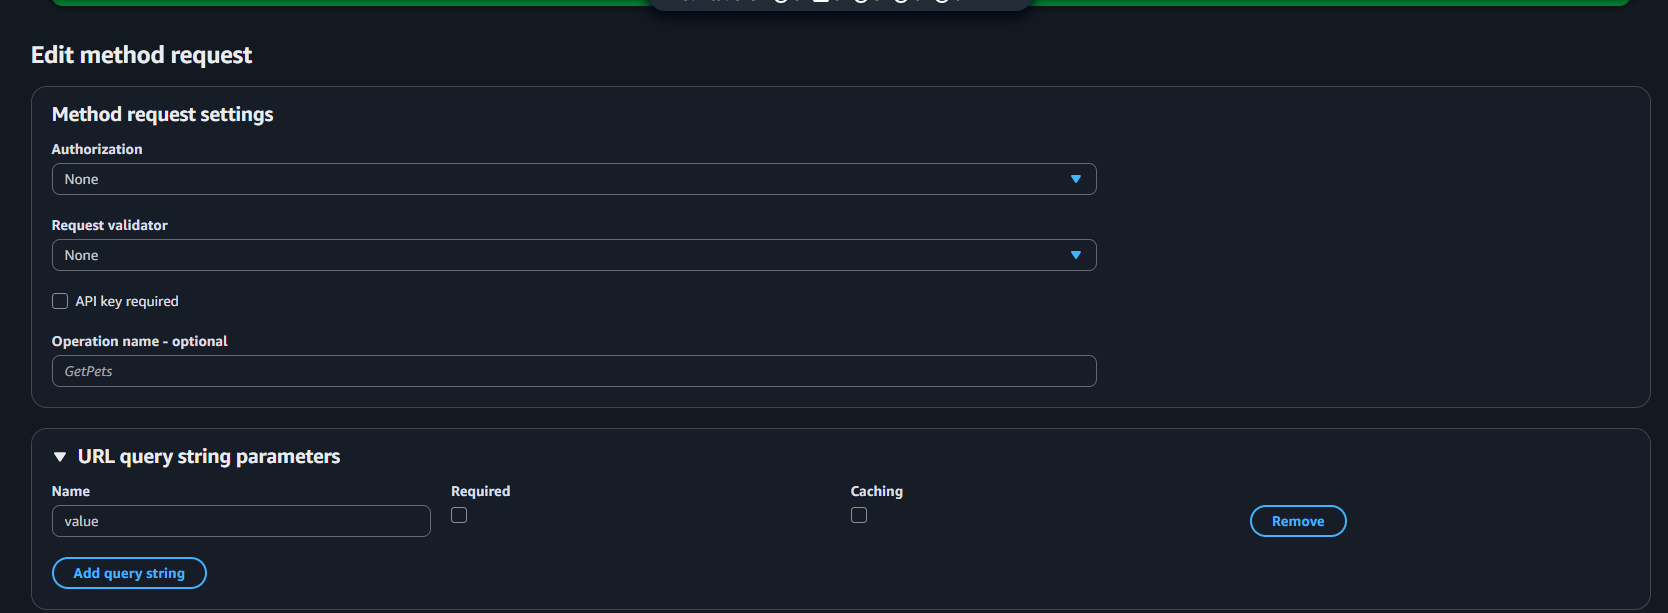 Edit method request
Method request settings
Authorization
None
Request validator
None
API key required
Operation name - optional
GetPets
URL query string parameters
Name
Required
Caching
value
Remove
Add query string